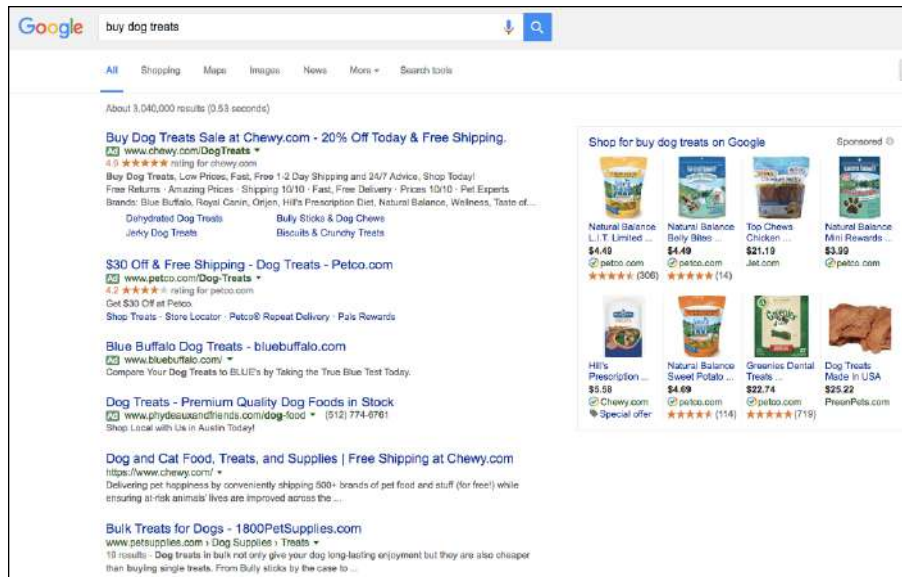 Google
buy dog treats
All Shopping Maps Images News More Search tools
About 3,040,000 results (0.53 seconds)
Buy Dog Treats Sale at Chewy.com - 20% Off Today & Free Shipping.
Ad www.chewy.com/DogTreats
4.9 ★★★★★ rating for chewy.com
Buy Dog Treats, Low Prices, Fast, Free 1-2 Day Shipping and 24/7 Advice, Shop Today!
Free Returns · Amazing Prices · Shipping 10/10 · Fast, Free Delivery · Prices 10/10 · Pet Experts
Brands: Blue Buffalo, Royal Canin, Orijen, Hill's Prescription Diet, Natural Balance, Wellness, Taste of...
Dehydrated Dog Treats Bully Sticks & Dog Chews
Jerky Dog Treats Biscuits & Crunchy Treats
$30 Off & Free Shipping - Dog Treats - Petco.com
Ad www.petco.com/Dog-Treats
4.2 ★★★★★ rating for petco.com
Get $30 Off at Petco.
Shop Treats · Store Locator · Petco® Repeat Delivery · Pals Rewards
Blue Buffalo Dog Treats - bluebuffalo.com
Ad www.bluebuffalo.com/
Compare Your Dog Treats to BLUE's by Taking the True Blue Test Today.
Dog Treats - Premium Quality Dog Foods in Stock
Ad www.phydeauxandfriends.com/dog-food (512) 774-6761
Shop Local with Us in Austin Today!
Dog and Cat Food, Treats, and Supplies | Free Shipping at Chewy.com
https://www.chewy.com/
Delivering pet happiness by conveniently shipping 500+ brands of pet food and stuff (for free!) while
ensuring at-risk animals' lives are improved across the ...
Bulk Treats for Dogs - 1800PetSupplies.com
www.petsupplies.com › Dog Supplies › Treats
10 results - Dog treats in bulk not only give your dog long-lasting enjoyment but they are also cheaper
than buying single treats. From Bully sticks by the case to ...
Shop for buy dog treats on Google Sponsored
Natural Balance Natural Balance Top Chews Natural Balance
L.I.T. Limited ... Belly Bites ... Chicken ... Mini Rewards ...
$4.49 $4.49 $21.19 $3.99
petco.com petco.com Jet.com petco.com
★★★★★ (306) ★★★★★ (14)
Greenies
Hill's Natural Balance Greenies Dental Dog Treats
Prescription ... Sweet Potato ... Treats ... Made In USA
$5.58 $4.69 $22.74 $25.22
Chewy.com petco.com petco.com PreenPets.com
Special offer ★★★★★ (114) ★★★★★ (719)